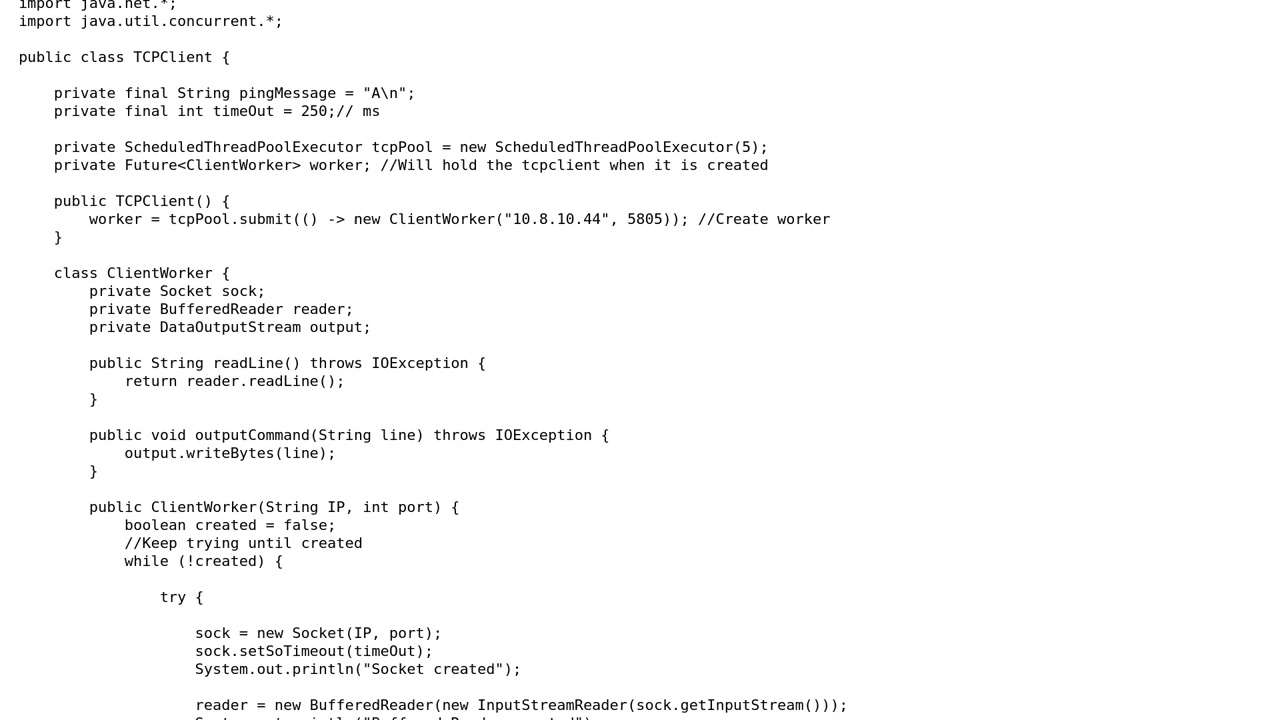 import java.net.*;
import java.util.concurrent.*;

public class TCPClient {

    private final String pingMessage = "A\n";
    private final int timeOut = 250;// ms

    private ScheduledThreadPoolExecutor tcpPool = new ScheduledThreadPoolExecutor(5);
    private Future<ClientWorker> worker; //Will hold the tcpclient when it is created

    public TCPClient() {
        worker = tcpPool.submit(() -> new ClientWorker("10.8.10.44", 5805)); //Create worker
    }

    class ClientWorker {
        private Socket sock;
        private BufferedReader reader;
        private DataOutputStream output;

        public String readLine() throws IOException {
            return reader.readLine();
        }

        public void outputCommand(String line) throws IOException {
            output.writeBytes(line);
        }

        public ClientWorker(String IP, int port) {
            boolean created = false;
            //Keep trying until created
            while (!created) {

                try {

                    sock = new Socket(IP, port);
                    sock.setSoTimeout(timeOut);
                    System.out.println("Socket created");

                    reader = new BufferedReader(new InputStreamReader(sock.getInputStream()));